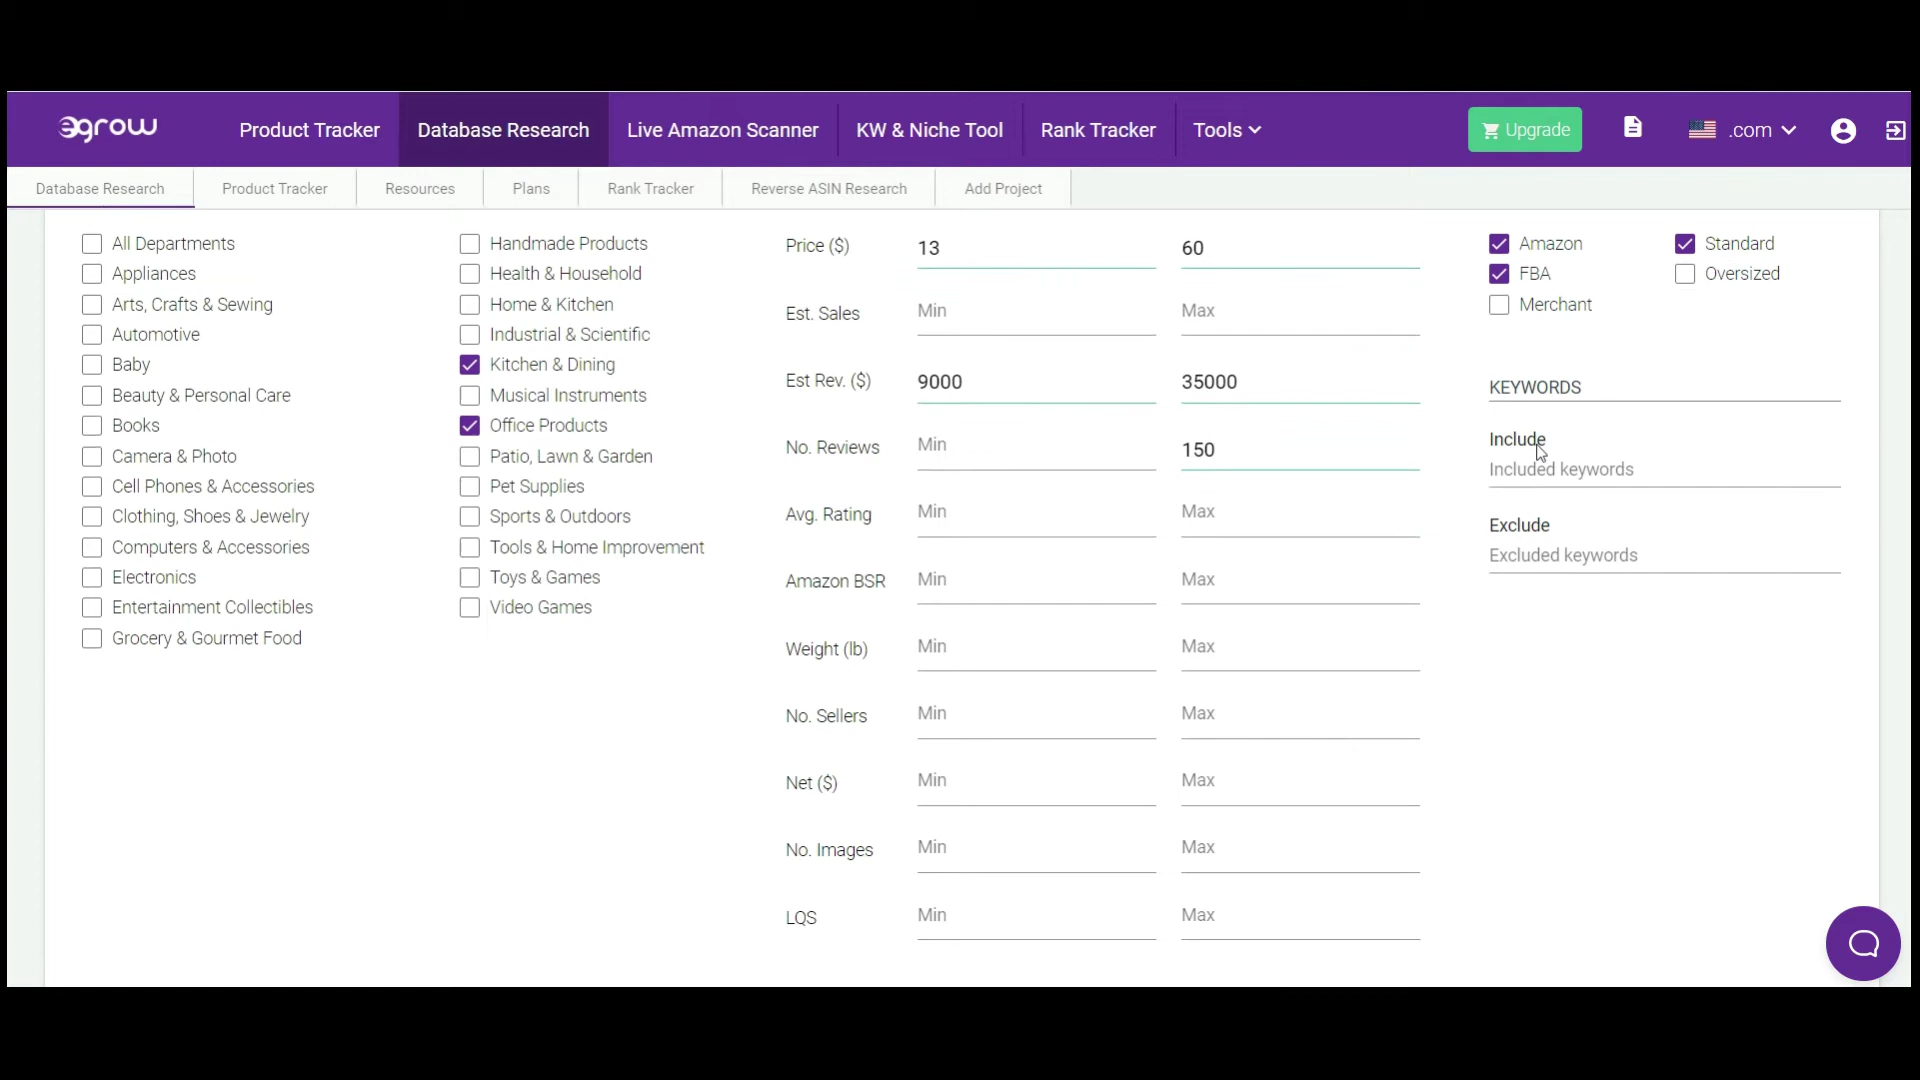 egrow
Product Tracker
Database Research
Live Amazon Scanner
KW & Niche Tool
Rank Tracker
Tools
Upgrade
.com
Database Research
Product Tracker
Resources
Plans
Rank Tracker
Reverse ASIN Research
Add Project
All Departments
Appliances
Arts, Crafts & Sewing
Automotive
Baby
Beauty & Personal Care
Books
Camera & Photo
Cell Phones & Accessories
Clothing, Shoes & Jewelry
Computers & Accessories
Electronics
Entertainment Collectibles
Grocery & Gourmet Food
Handmade Products
Health & Household
Home & Kitchen
Industrial & Scientific
Kitchen & Dining
Musical Instruments
Office Products
Patio, Lawn & Garden
Pet Supplies
Sports & Outdoors
Tools & Home Improvement
Toys & Games
Video Games
Price ($) 13 60
Est. Sales Min Max
Est Rev. ($) 9000 35000
No. Reviews Min 150
Avg. Rating Min Max
Amazon BSR Min Max
Weight (lb) Min Max
No. Sellers Min Max
Net ($) Min Max
No. Images Min Max
LQS Min Max
Amazon
FBA
Merchant
Standard
Oversized
KEYWORDS
Include
Included keywords
Exclude
Excluded keywords